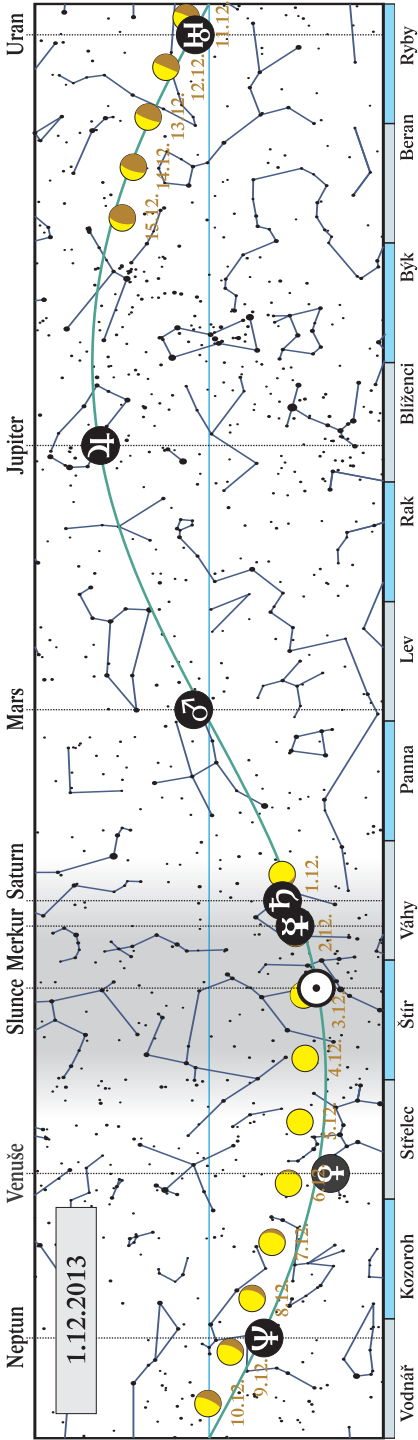 Neptun Venuše Slunce Merkur Saturn Mars Jupiter Uran
1.12.2013
10.12. 9.12. 8.12. 7.12. 6.12. 5.12. 4.12. 3.12. 2.12. 1.12. 15.12. 14.12. 13.12. 12.12. 11.12.
Vodnář Kozoroh Střelec Štír Váhy Panna Lev Rak Blíženci Býk Beran Ryby